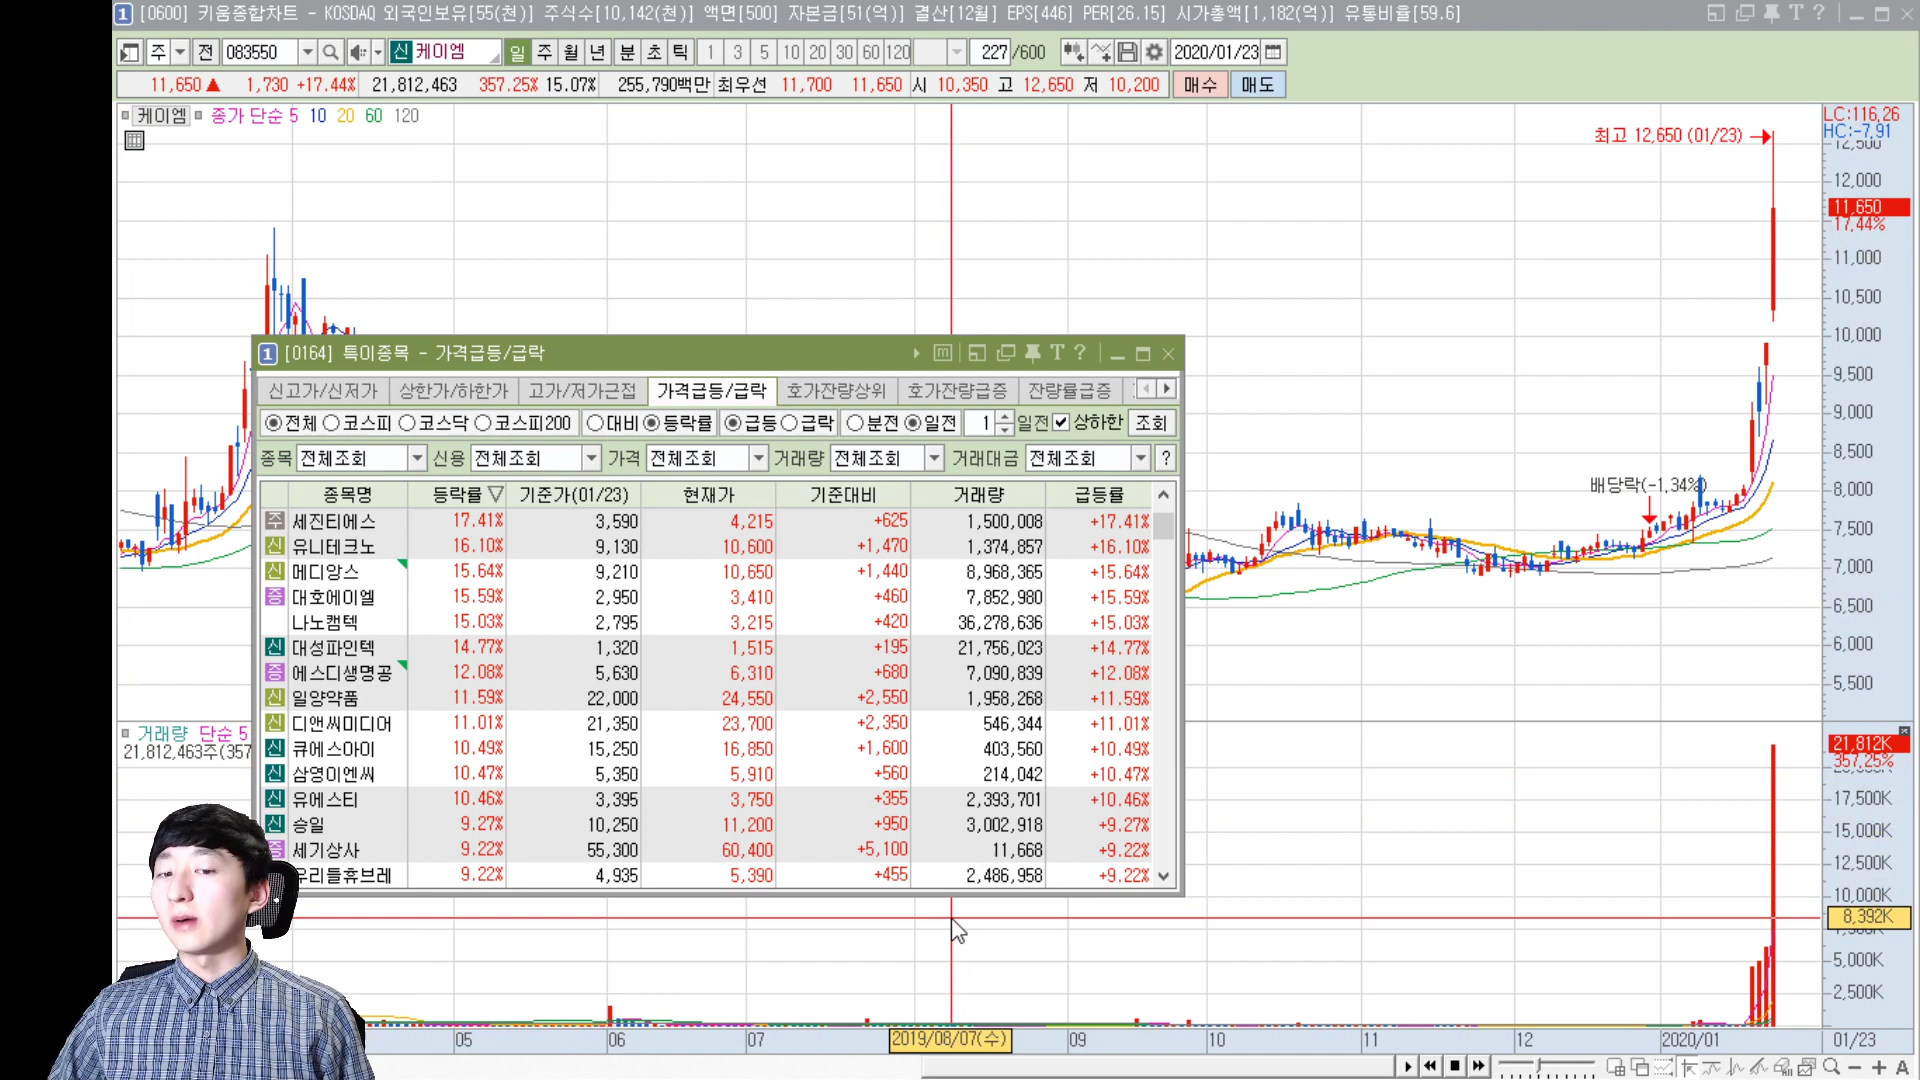 1 [0600] 키움종합차트 - KOSDAQ 외국인보유[55(천)] 주식수[10,142(천)] 액면[500] 자본금[51(억)] 결산[12월] EPS[446] PER[26.15] 시가총액[1,182(억)] 유통비율[59.6] T ?
주 전 083550 신 케이엠 일 주 월 년 분 초 틱 1 3 5 10 20 30 60 120 227 /600 2020/01/23
11,650 ▲ 1,730 +17.44% 21,812,463 357.25% 15.07% 255,790백만 최우선 11,700 11,650 시 10,350 고 12,650 저 10,200 매수 매도
케이엠 종가 단순 5 10 20 60 120
LC:116,26
HC:-7,91
최고 12,650 (01/23)
12,500
12,000
11,650
17,44%
11,000
10,500
10,000
9,500
9,000
8,500
8,000
7,500
7,000
6,500
6,000
5,500
배당락(-1,34%)
1 [0164] 특이종목 - 가격급등/급락 m T ?
신고가/신저가 상한가/하한가 고가/저가근접 가격급등/급락 호가잔량상위 호가잔량급증 잔량률급증
전체 코스피 코스닥 코스피200 대비 등락률 급등 급락 분전 일전 1 일전 상하한 조회
종목 전체조회 신용 전체조회 가격 전체조회 거래량 전체조회 거래대금 전체조회 ?
종목명 등락률▽ 기준가(01/23) 현재가 기준대비 거래량 급등률
주 세진티에스 17.41% 3,590 4,215 +625 1,500,008 +17.41%
신 유니테크노 16.10% 9,130 10,600 +1,470 1,374,857 +16.10%
신 메디앙스 15.64% 9,210 10,650 +1,440 8,968,365 +15.64%
증 대호에이엘 15.59% 2,950 3,410 +460 7,852,980 +15.59%
나노캠텍 15.03% 2,795 3,215 +420 36,278,636 +15.03%
신 대성파인텍 14.77% 1,320 1,515 +195 21,756,023 +14.77%
증 에스디생명공 12.08% 5,630 6,310 +680 7,090,839 +12.08%
신 일양약품 11.59% 22,000 24,550 +2,550 1,958,268 +11.59%
신 디앤씨미디어 11.01% 21,350 23,700 +2,350 546,344 +11.01%
신 큐에스아이 10.49% 15,250 16,850 +1,600 403,560 +10.49%
신 삼영이엔씨 10.47% 5,350 5,910 +560 214,042 +10.47%
신 유에스티 10.46% 3,395 3,750 +355 2,393,701 +10.46%
신 승일 9.27% 10,250 11,200 +950 3,002,918 +9.27%
증 세기상사 9.22% 55,300 60,400 +5,100 11,668 +9.22%
우리들휴브레 9.22% 4,935 5,390 +455 2,486,958 +9.22%
거래량 단순 5
21,812,463주(357
21,812K
357,25%
17,500K
15,000K
12,500K
10,000K
8,392K
5,000K
2,500K
05 06 07 2019/08/07(수) 09 10 11 12 2020/01 01/23
A